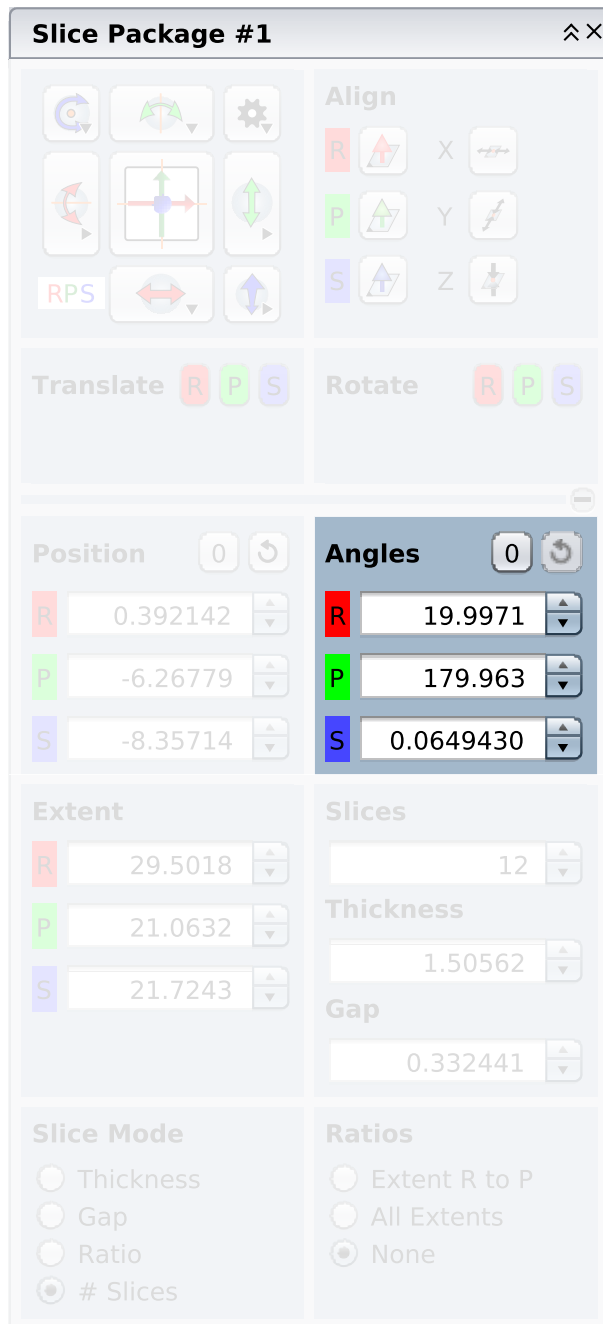 Slice Package #1
Align
R X
P Y
S Z
RPS
Translate R P S
Rotate R P S
Position 0
R 0.392142
P -6.26779
S -8.35714
Angles 0
R 19.9971
P 179.963
S 0.0649430
Extent
R 29.5018
P 21.0632
S 21.7243
Slices
12
Thickness
1.50562
Gap
0.332441
Slice Mode
Thickness
Gap
Ratio
# Slices
Ratios
Extent R to P
All Extents
None